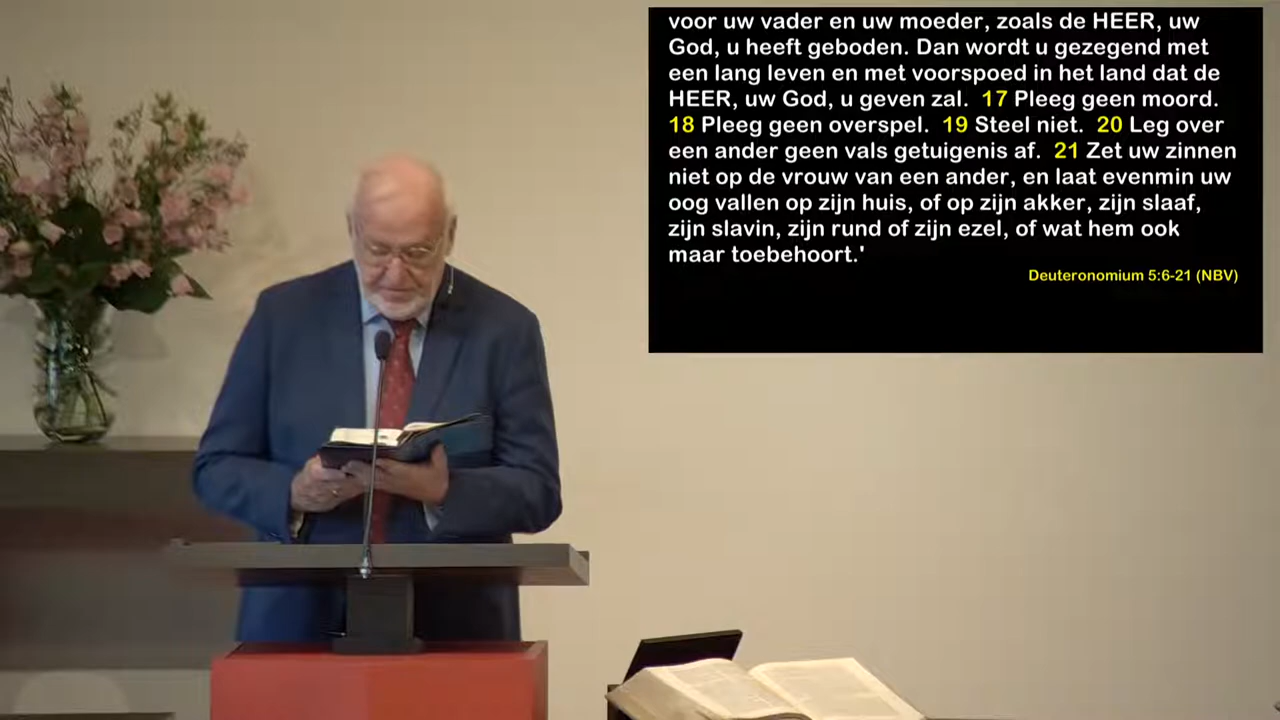 voor uw vader en uw moeder, zoals de HEER, uw
God, u heeft geboden. Dan wordt u gezegend met
een lang leven en met voorspoed in het land dat de
HEER, uw God, u geven zal. 17 Pleeg geen moord.
18 Pleeg geen overspel. 19 Steel niet. 20 Leg over
een ander geen vals getuigenis af. 21 Zet uw zinnen
niet op de vrouw van een ander, en laat evenmin uw
oog vallen op zijn huis, of op zijn akker, zijn slaaf,
zijn slavin, zijn rund of zijn ezel, of wat hem ook
maar toebehoort.'
Deuteronomium 5:6-21 (NBV)